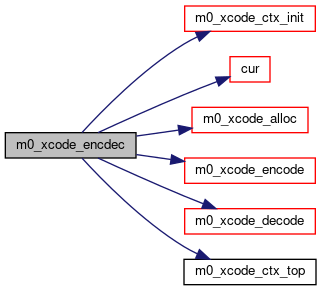 m0_xcode_ctx_init
cur
m0_xcode_alloc
m0_xcode_encdec
m0_xcode_encode
m0_xcode_decode
m0_xcode_ctx_top